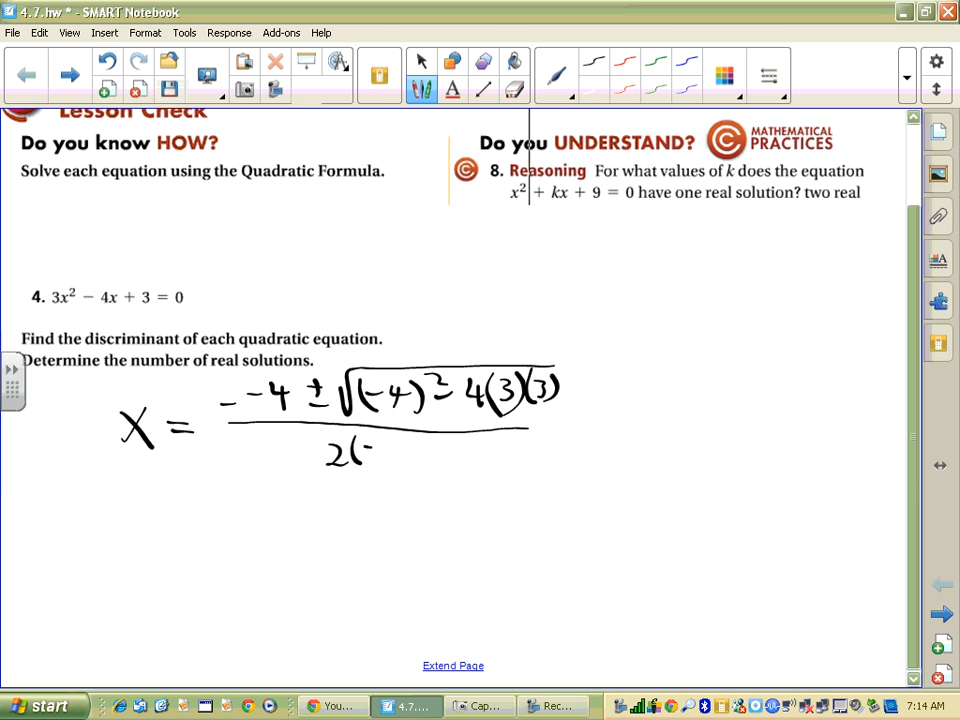 4.7.hw * - SMART Notebook
File Edit View Insert Format Tools Response Add-ons Help
Lesson Check
Do you know HOW?
Solve each equation using the Quadratic Formula.
4. 3x² − 4x + 3 = 0
Find the discriminant of each quadratic equation.
Determine the number of real solutions.
Do you UNDERSTAND? MATHEMATICAL
PRACTICES
8. Reasoning For what values of k does the equation
x² + kx + 9 = 0 have one real solution? two real
- -4 ± √(-4)² - 4(3)(3)
X =
2(
Extend Page
start You... 4.7.... Cap... Rec... 7:14 AM